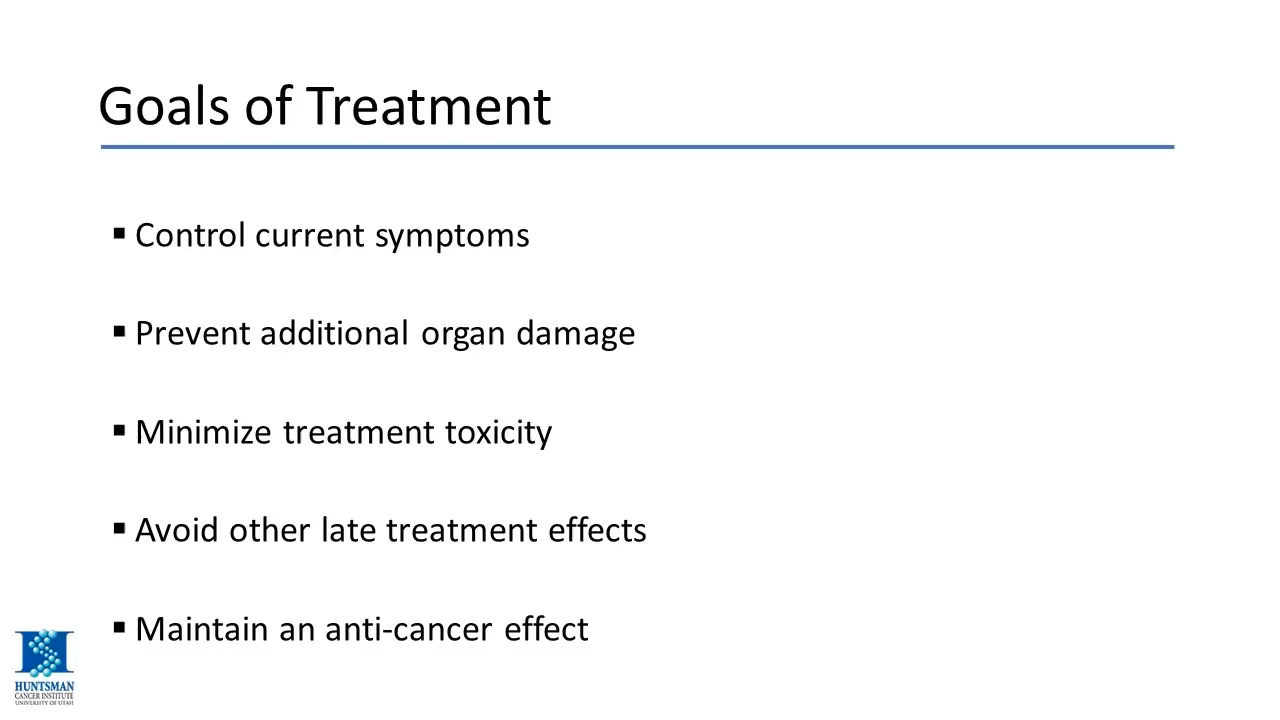 Goals of Treatment
▪ Control current symptoms
▪ Prevent additional organ damage
▪ Minimize treatment toxicity
▪ Avoid other late treatment effects
▪ Maintain an anti-cancer effect
HUNTSMAN
CANCER INSTITUTE
UNIVERSITY OF UTAH